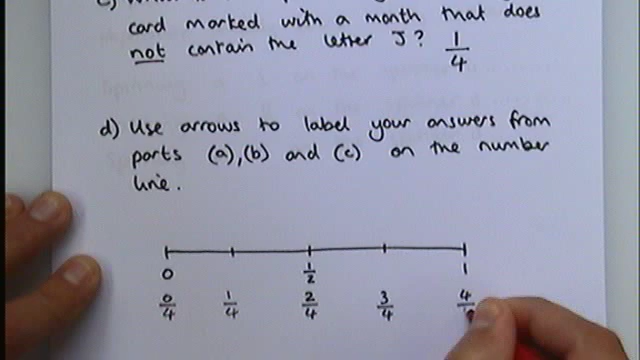 card marked with a month that does
not contain the letter J? 1/4
d) Use arrows to label your answers from
parts (a), (b) and (c) on the number
line.
0 1/2 1
0/4 1/4 2/4 3/4 4/